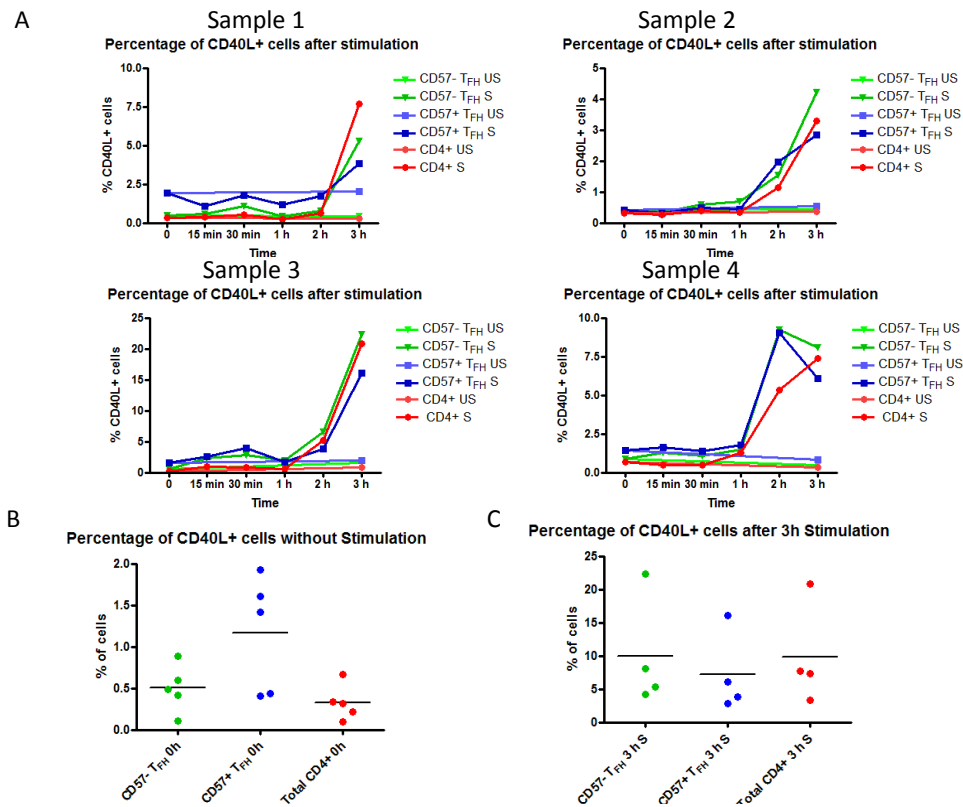 A
Sample 1
Percentage of CD40L+ cells after stimulation
10.0
7.5
5.0
2.5
0.0
% CD40L+ cells
0 15 min 30 min 1 h 2 h 3 h
Time
CD57- TFH US
CD57- TFH S
CD57+ TFH US
CD57+ TFH S
CD4+ US
CD4+ S
Sample 2
Percentage of CD40L+ cells after stimulation
5
4
3
2
1
0
% CD40L+ cells
0 15 min 30 min 1 h 2 h 3 h
Time
CD57- TFH US
CD57- TFH S
CD57+ TFH US
CD57+ TFH S
CD4+ US
CD4+ S
Sample 3
Percentage of CD40L+ cells after stimulation
25
20
15
10
5
0
% CD40L+ cells
0 15 min 30 min 1 h 2 h 3 h
Time
CD57- TFH US
CD57- TFH S
CD57+ TFH US
CD57+ TFH S
CD4+ US
CD4+ S
Sample 4
Percentage of CD40L+ cells after stimulation
10.0
7.5
5.0
2.5
0.0
% CD40L+ cells
0 15 min 30 min 1 h 2 h 3 h
Time
CD57- TFH US
CD57- TFH S
CD57+ TFH US
CD57+ TFH S
CD4+ US
CD4+ S
B
Percentage of CD40L+ cells without Stimulation
2.0
1.5
1.0
0.5
0.0
% of cells
CD57- TFH 0h
CD57+ TFH 0h
Total CD4+ 0h
C
Percentage of CD40L+ cells after 3h Stimulation
25
20
15
10
5
0
% of cells
CD57- TFH 3 h S
CD57+ TFH 3 h S
Total CD4+ 3 h S